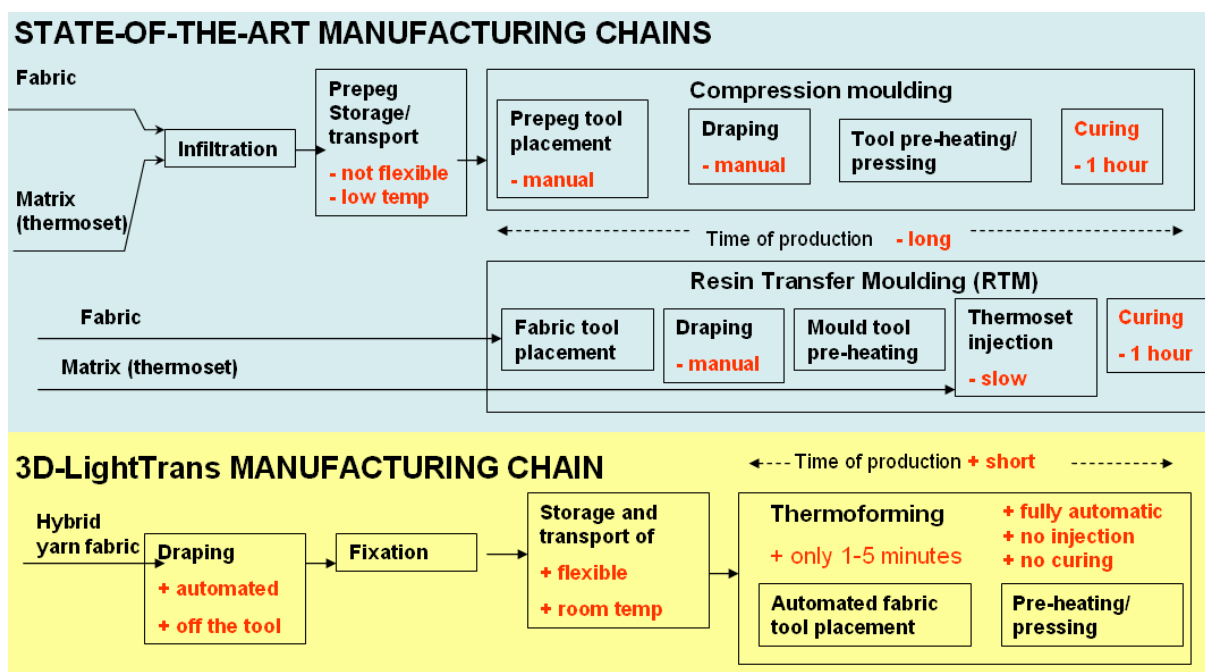 STATE-OF-THE-ART MANUFACTURING CHAINS
Fabric
Matrix
(thermoset)
Infiltration
Prepeg
Storage/
transport
- not flexible
- low temp
Compression moulding
Prepeg tool
placement
- manual
Draping
- manual
Tool pre-heating/
pressing
Curing
- 1 hour
Time of production - long
Resin Transfer Moulding (RTM)
Fabric
Matrix (thermoset)
Fabric tool
placement
Draping
- manual
Mould tool
pre-heating
Thermoset
injection
- slow
Curing
- 1 hour
3D-LightTrans MANUFACTURING CHAIN
Time of production + short
Hybrid
yarn fabric
Draping
+ automated
+ off the tool
Fixation
Storage and
transport of
+ flexible
+ room temp
Thermoforming
+ only 1-5 minutes
+ fully automatic
+ no injection
+ no curing
Automated fabric
tool placement
Pre-heating/
pressing